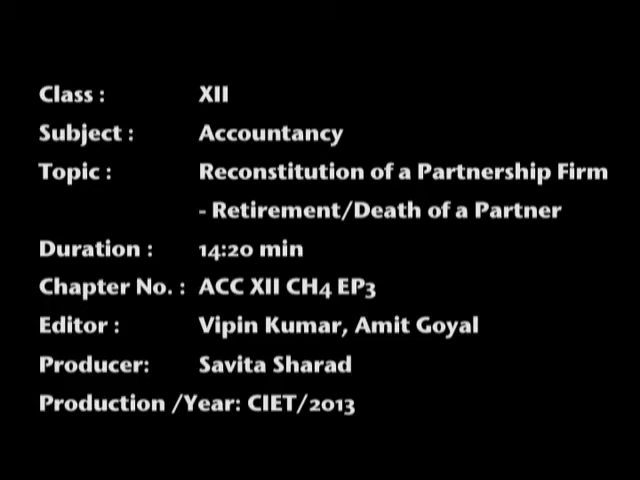 Class : XII
Subject : Accountancy
Topic : Reconstitution of a Partnership Firm
- Retirement/Death of a Partner
Duration : 14:20 min
Chapter No. : ACC XII CH4 EP3
Editor : Vipin Kumar, Amit Goyal
Producer: Savita Sharad
Production /Year: CIET/2013